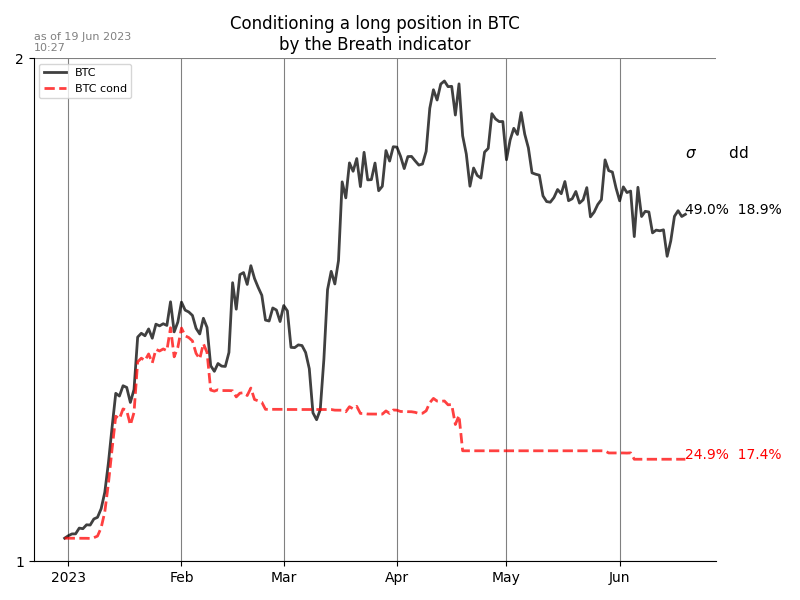 Conditioning a long position in BTC
by the Breath indicator
as of 19 Jun 2023
10:27
2
BTC
BTC cond
σ dd
49.0% 18.9%
24.9% 17.4%
1
2023 Feb Mar Apr May Jun